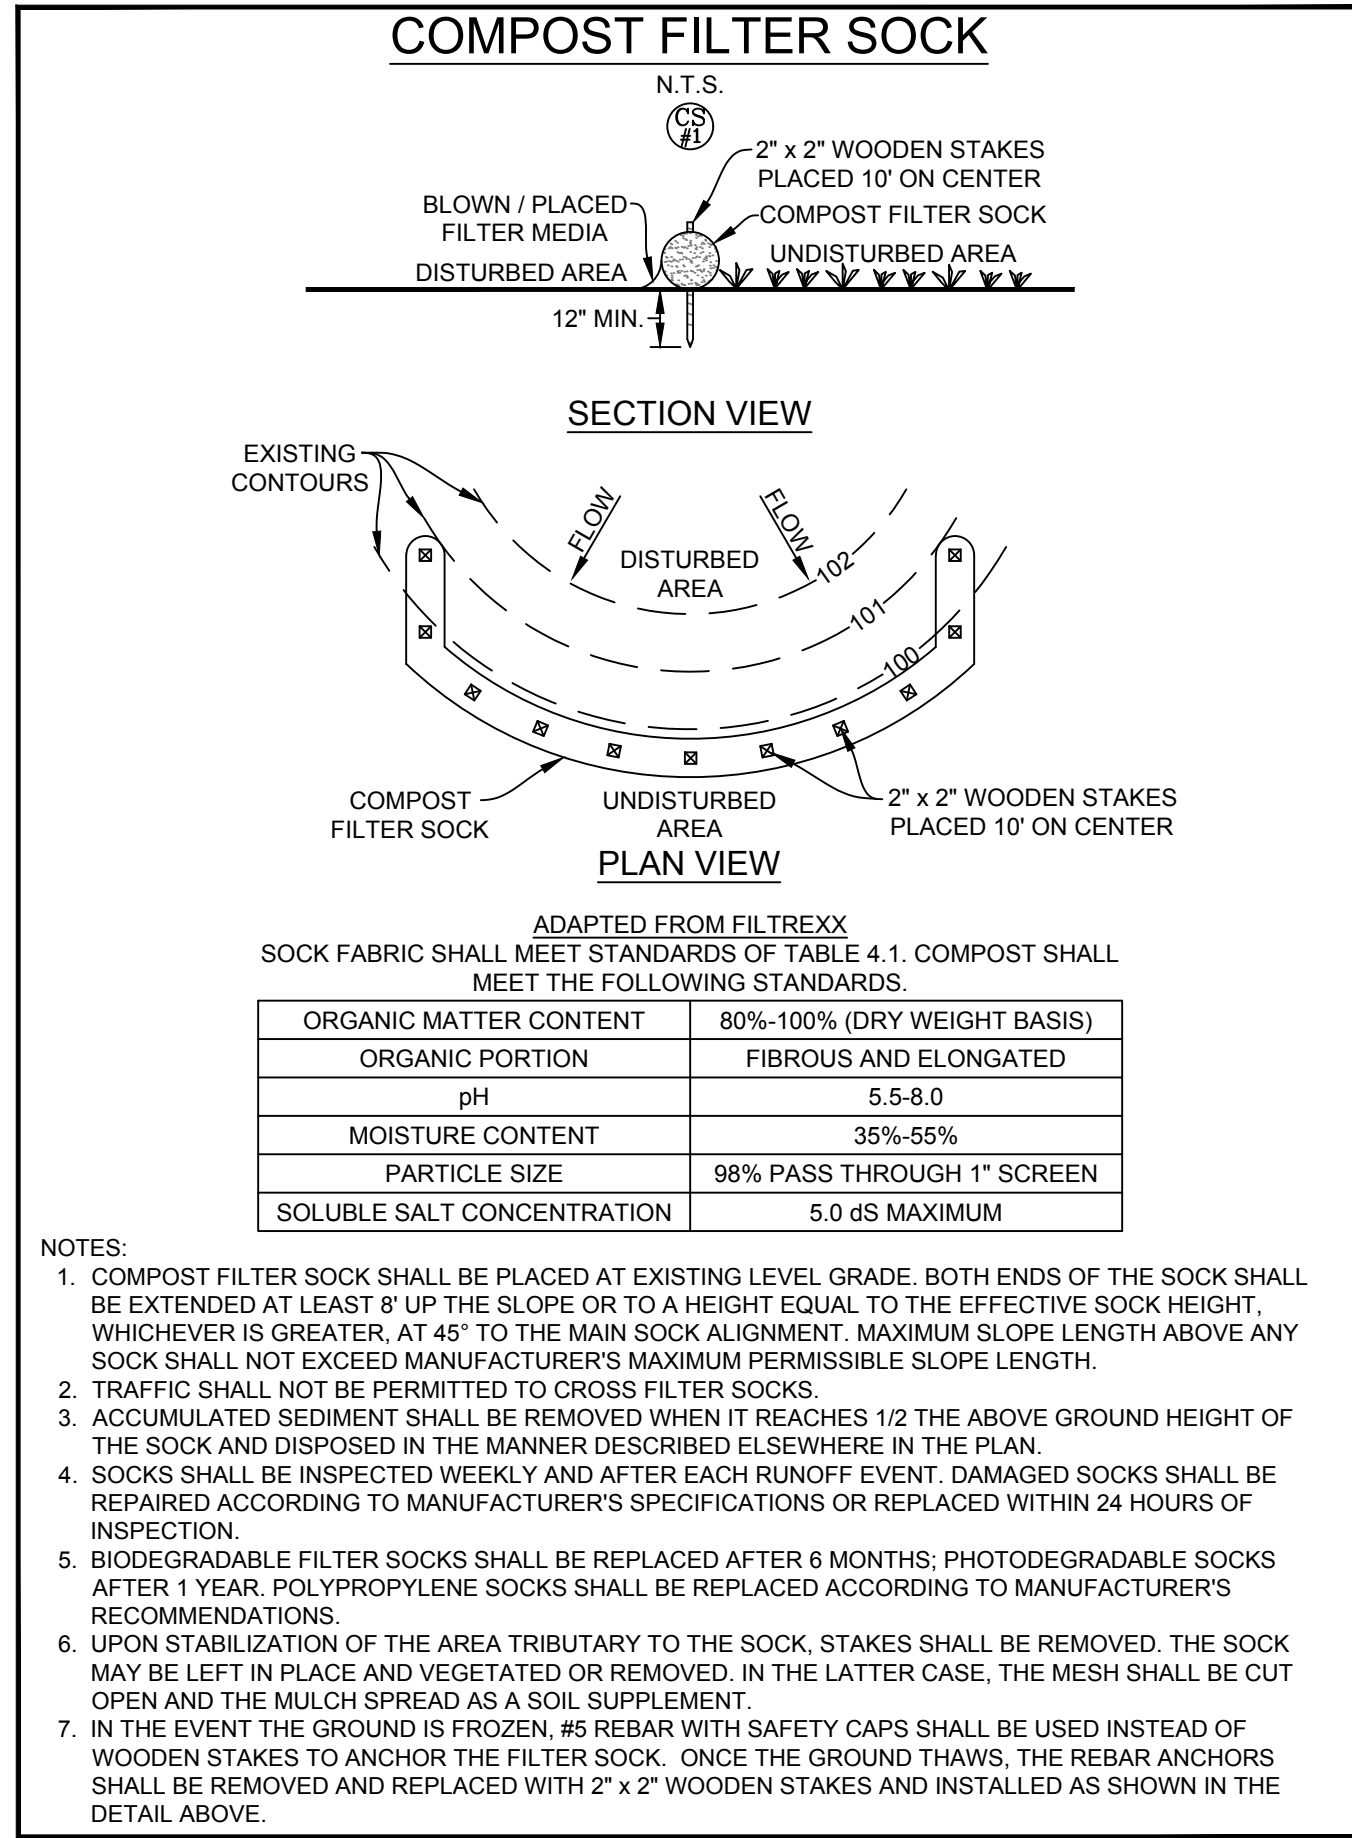 COMPOST FILTER SOCK
N.T.S.
CS
#1
2" x 2" WOODEN STAKES
PLACED 10' ON CENTER
BLOWN / PLACED
FILTER MEDIA
COMPOST FILTER SOCK
DISTURBED AREA
UNDISTURBED AREA
12" MIN.
SECTION VIEW
EXISTING
CONTOURS
FLOW
FLOW
DISTURBED
AREA
102
101
100
COMPOST
FILTER SOCK
UNDISTURBED
AREA
2" x 2" WOODEN STAKES
PLACED 10' ON CENTER
PLAN VIEW
ADAPTED FROM FILTREXX
SOCK FABRIC SHALL MEET STANDARDS OF TABLE 4.1. COMPOST SHALL
MEET THE FOLLOWING STANDARDS.
ORGANIC MATTER CONTENT 80%-100% (DRY WEIGHT BASIS)
ORGANIC PORTION FIBROUS AND ELONGATED
pH 5.5-8.0
MOISTURE CONTENT 35%-55%
PARTICLE SIZE 98% PASS THROUGH 1" SCREEN
SOLUBLE SALT CONCENTRATION 5.0 dS MAXIMUM
NOTES:
1. COMPOST FILTER SOCK SHALL BE PLACED AT EXISTING LEVEL GRADE. BOTH ENDS OF THE SOCK SHALL
BE EXTENDED AT LEAST 8' UP THE SLOPE OR TO A HEIGHT EQUAL TO THE EFFECTIVE SOCK HEIGHT,
WHICHEVER IS GREATER, AT 45° TO THE MAIN SOCK ALIGNMENT. MAXIMUM SLOPE LENGTH ABOVE ANY
SOCK SHALL NOT EXCEED MANUFACTURER'S MAXIMUM PERMISSIBLE SLOPE LENGTH.
2. TRAFFIC SHALL NOT BE PERMITTED TO CROSS FILTER SOCKS.
3. ACCUMULATED SEDIMENT SHALL BE REMOVED WHEN IT REACHES 1/2 THE ABOVE GROUND HEIGHT OF
THE SOCK AND DISPOSED IN THE MANNER DESCRIBED ELSEWHERE IN THE PLAN.
4. SOCKS SHALL BE INSPECTED WEEKLY AND AFTER EACH RUNOFF EVENT. DAMAGED SOCKS SHALL BE
REPAIRED ACCORDING TO MANUFACTURER'S SPECIFICATIONS OR REPLACED WITHIN 24 HOURS OF
INSPECTION.
5. BIODEGRADABLE FILTER SOCKS SHALL BE REPLACED AFTER 6 MONTHS; PHOTODEGRADABLE SOCKS
AFTER 1 YEAR. POLYPROPYLENE SOCKS SHALL BE REPLACED ACCORDING TO MANUFACTURER'S
RECOMMENDATIONS.
6. UPON STABILIZATION OF THE AREA TRIBUTARY TO THE SOCK, STAKES SHALL BE REMOVED. THE SOCK
MAY BE LEFT IN PLACE AND VEGETATED OR REMOVED. IN THE LATTER CASE, THE MESH SHALL BE CUT
OPEN AND THE MULCH SPREAD AS A SOIL SUPPLEMENT.
7. IN THE EVENT THE GROUND IS FROZEN, #5 REBAR WITH SAFETY CAPS SHALL BE USED INSTEAD OF
WOODEN STAKES TO ANCHOR THE FILTER SOCK. ONCE THE GROUND THAWS, THE REBAR ANCHORS
SHALL BE REMOVED AND REPLACED WITH 2" x 2" WOODEN STAKES AND INSTALLED AS SHOWN IN THE
DETAIL ABOVE.